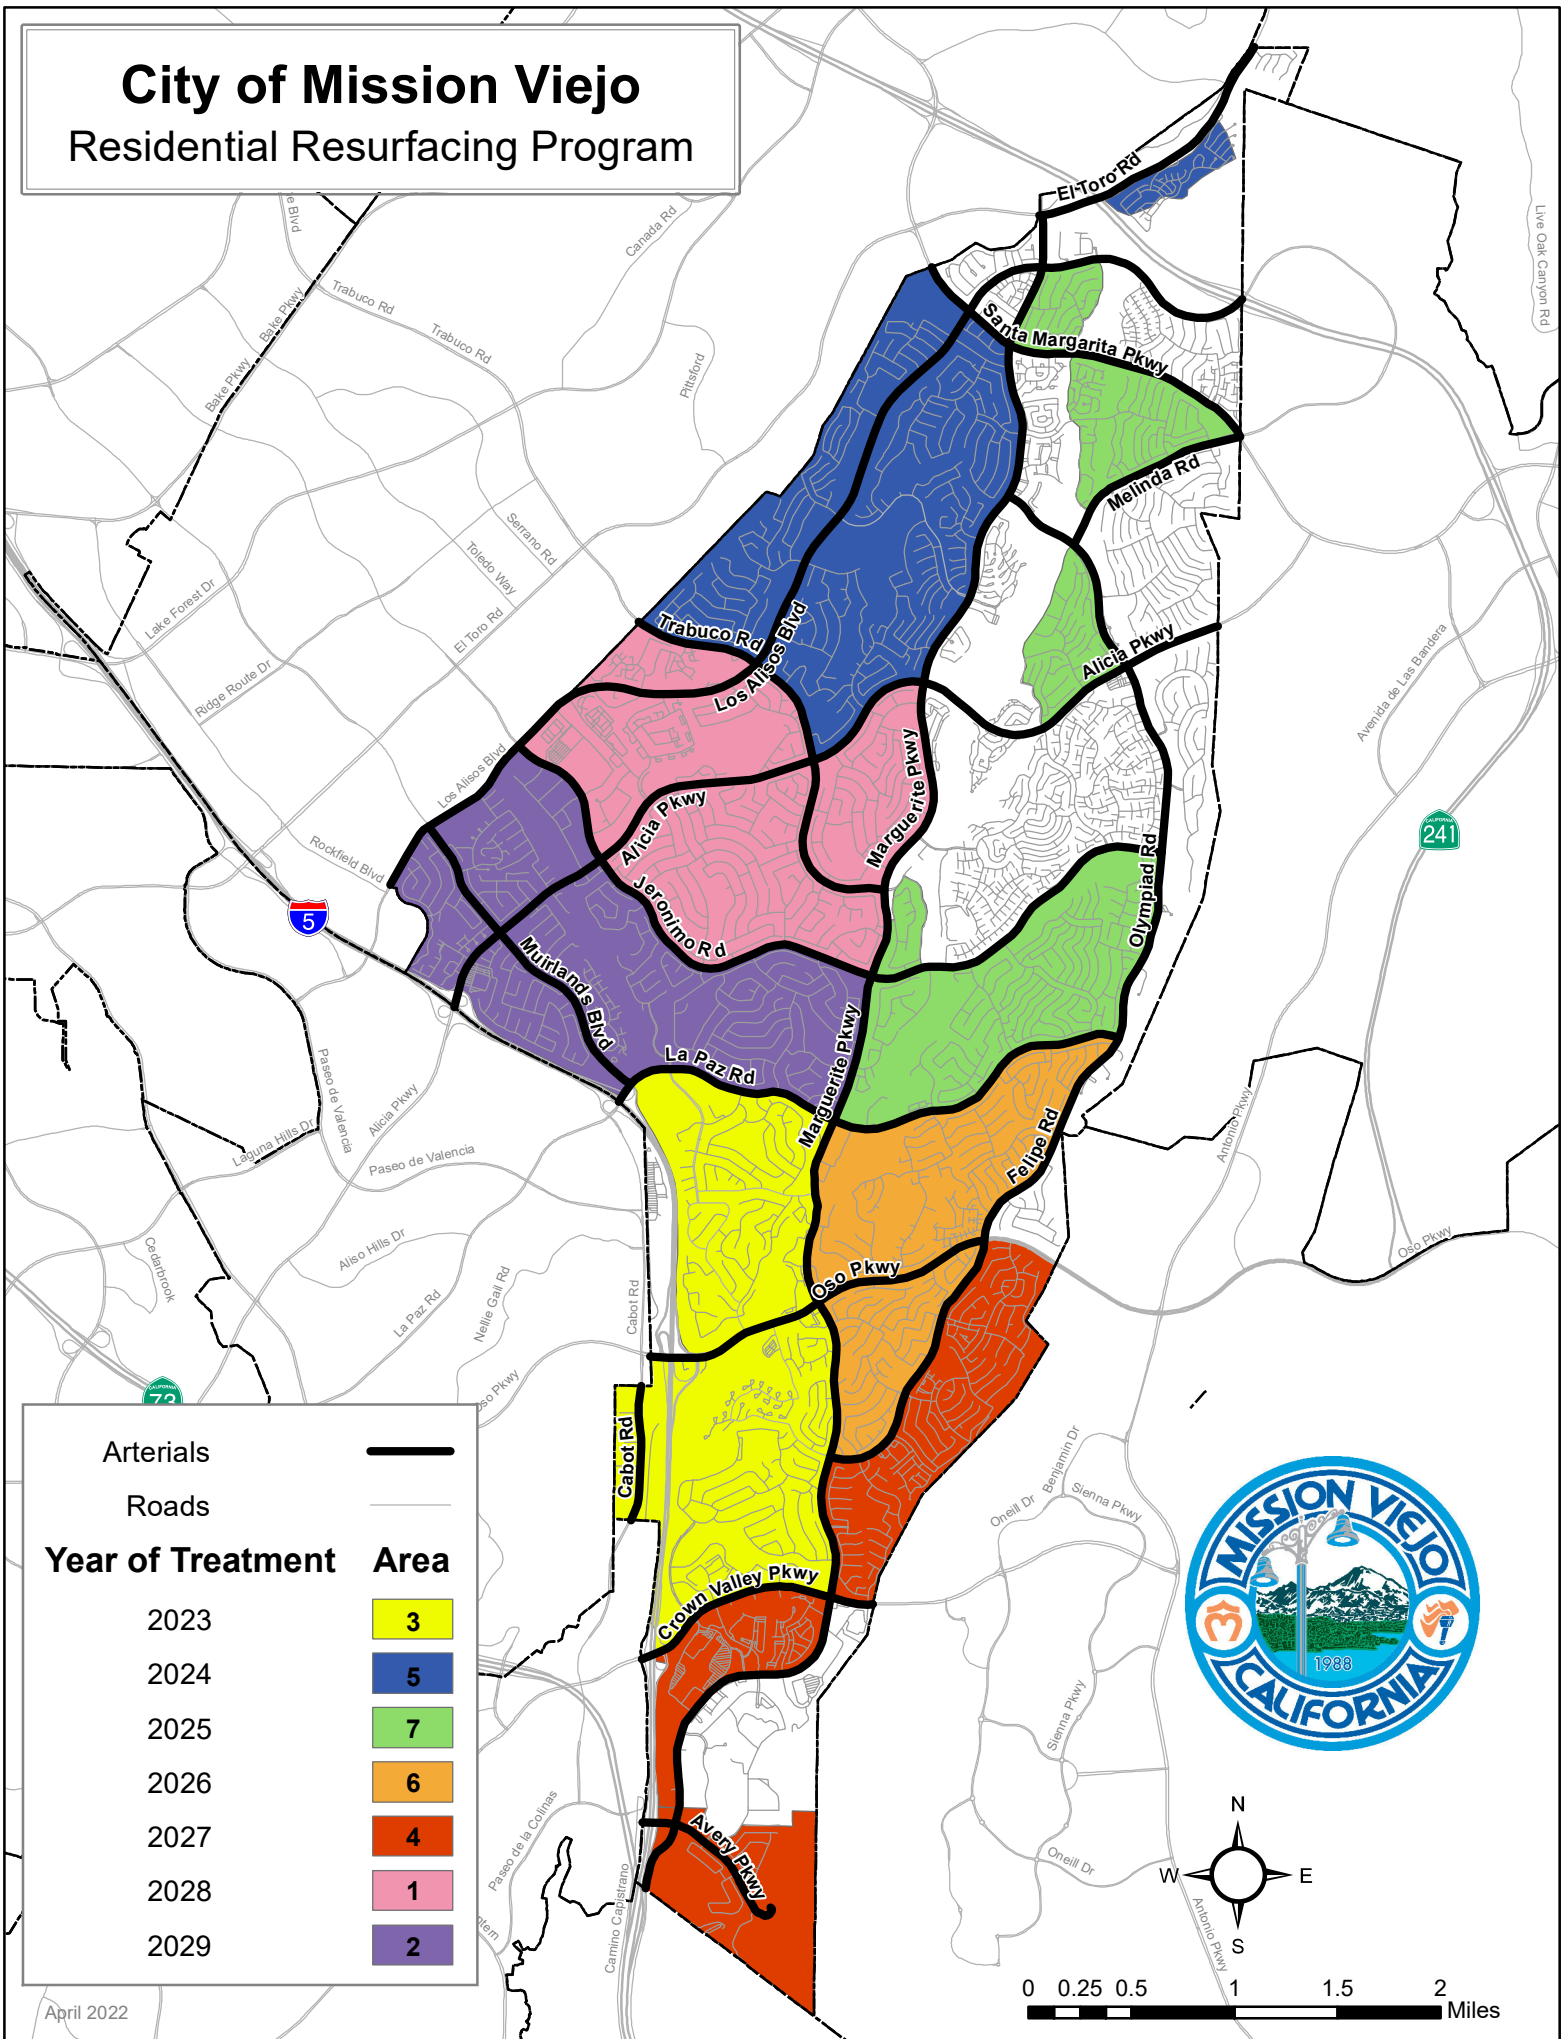 City of Mission Viejo
Residential Resurfacing Program
e Blvd
Canada Rd
El Toro Rd
Live Oak Canyon Rd
Trabuco Rd
Bake Pkwy
Trabuco Rd
Santa Margarita Pkwy
Pittsford
Bake Pkwy
Melinda Rd
Serrano Rd
Toledo Way
Lake Forest Dr
El Toro Rd
Trabuco Rd
Los Alisos Blvd
Alicia Pkwy
Ridge Route Dr
Avenida de Las Bandera
Los Alisos Blvd
Marguerite Pkwy
Alicia Pkwy
CALIFORNIA
241
Rockfield Blvd
5
Jeronimo Rd
Olympiad Rd
Muirlands Blvd
La Paz Rd
Marguerite Pkwy
Paseo de Valencia
Alicia Pkwy
Laguna Hills Dr
Paseo de Valencia
Felipe Rd
Antonio Pkwy
Aliso Hills Dr
Cedarbrook
Oso Pkwy
Oso Pkwy
La Paz Rd
Nellie Gail Rd
Cabot Rd
CALIFORNIA
73
Oso Pkwy
Cabot Rd
Benjamin Dr
Oneill Dr
Sienna Pkwy
Crown Valley Pkwy
Arterials
Roads
Year of Treatment Area
2023 3
2024 5
2025 7
2026 6
2027 4
2028 1
2029 2
MISSION VIEJO
1988
CALIFORNIA
Sienna Pkwy
Paseo de la Colinas
Avery Pkwy
Oneill Dr
Camino Capistrano
Antonio Pkwy
ntern
N
W E
S
0 0.25 0.5 1 1.5 2
Miles
April 2022